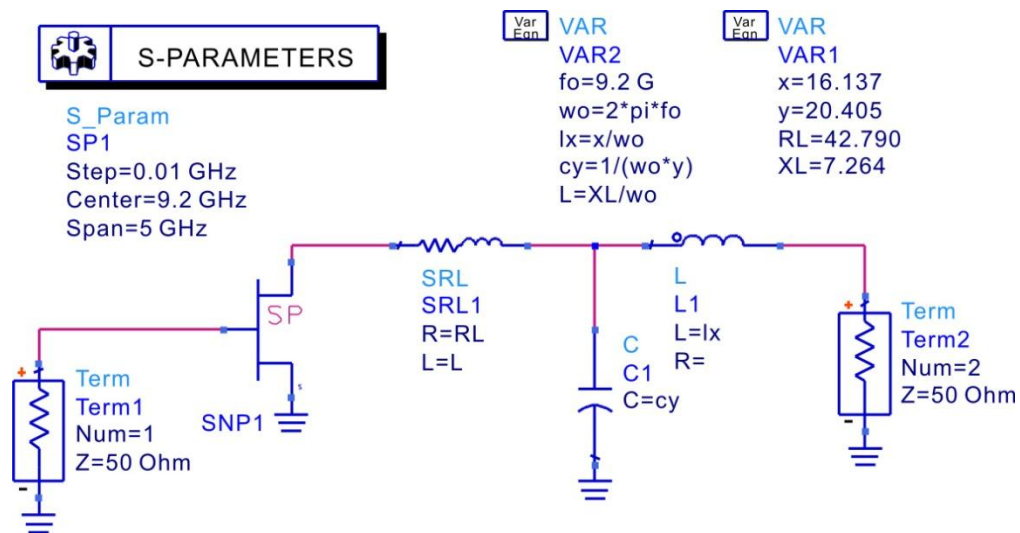 S-PARAMETERS
S_Param
SP1
Step=0.01 GHz
Center=9.2 GHz
Span=5 GHz
Var
Eqn
VAR
VAR2
fo=9.2 G
wo=2*pi*fo
lx=x/wo
cy=1/(wo*y)
L=XL/wo
Var
Eqn
VAR
VAR1
x=16.137
y=20.405
RL=42.790
XL=7.264
+
Term
Term1
Num=1
Z=50 Ohm
-
SP
s
SNP1
SRL
SRL1
R=RL
L=L
C
C1
C=cy
L
L1
L=lx
R=
+
Term
Term2
Num=2
Z=50 Ohm
-